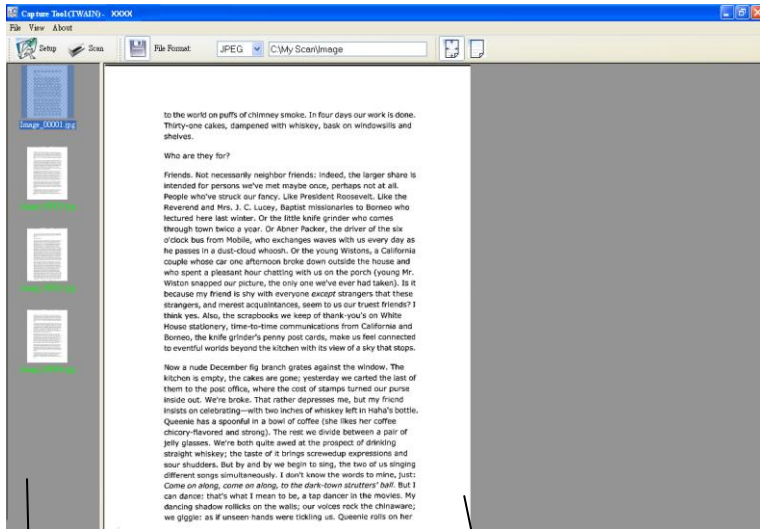 Capture Tool(TWAIN) - XXXX
File View About
Setup Scan File Format JPEG C:\My Scan\Image
Image_00001.jpg
to the world on puffs of chimney smoke. In four days our work is done.
Thirty-one cakes, dampened with whiskey, bask on windowsills and
shelves.
Who are they for?
Friends. Not necessarily neighbor friends: indeed, the larger share is
intended for persons we've met maybe once, perhaps not at all.
People who've struck our fancy. Like President Roosevelt. Like the
Reverend and Mrs. J. C. Lucey, Baptist missionaries to Borneo who
lectured here last winter. Or the little knife grinder who comes
through town twice a year. Or Abner Packer, the driver of the six
o'clock bus from Mobile, who exchanges waves with us every day as
he passes in a dust-cloud whoosh. Or the young Wistons, a California
couple whose car one afternoon broke down outside the house and
who spent a pleasant hour chatting with us on the porch (young Mr.
Wiston snapped our picture, the only one we've ever had taken). Is it
because my friend is shy with everyone except strangers that these
strangers, and merest acquaintances, seem to us our truest friends? I
think yes. Also, the scrapbooks we keep of thank-you's on White
House stationery, time-to-time communications from California and
Borneo, the knife grinder's penny post cards, make us feel connected
to eventful worlds beyond the kitchen with its view of a sky that stops.
Now a nude December fig branch grates against the window. The
kitchen is empty, the cakes are gone; yesterday we carted the last of
them to the post office, where the cost of stamps turned our purse
inside out. We're broke. That rather depresses me, but my friend
insists on celebrating—with two inches of whiskey left in Haha's bottle.
Queenie has a spoonful in a bowl of coffee (she likes her coffee
chicory-flavored and strong). The rest we divide between a pair of
jelly glasses. We're both quite awed at the prospect of drinking
straight whiskey; the taste of it brings screwedup expressions and
sour shudders. But by and by we begin to sing, the two of us singing
different songs simultaneously. I don't know the words to mine, just:
Come on along, come on along, to the dark-town strutters' ball. But I
can dance: that's what I mean to be, a tap dancer in the movies. My
dancing shadow rollicks on the walls; our voices rock the chinaware;
we giggle: as if unseen hands were tickling us. Queenie rolls on her